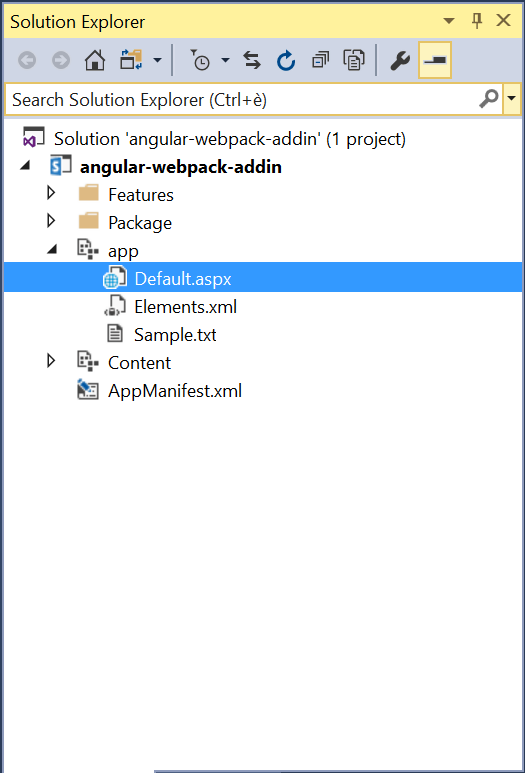 Solution Explorer
Search Solution Explorer (Ctrl+è)
Solution 'angular-webpack-addin' (1 project)
angular-webpack-addin
Features
Package
app
Default.aspx
Elements.xml
Sample.txt
Content
AppManifest.xml